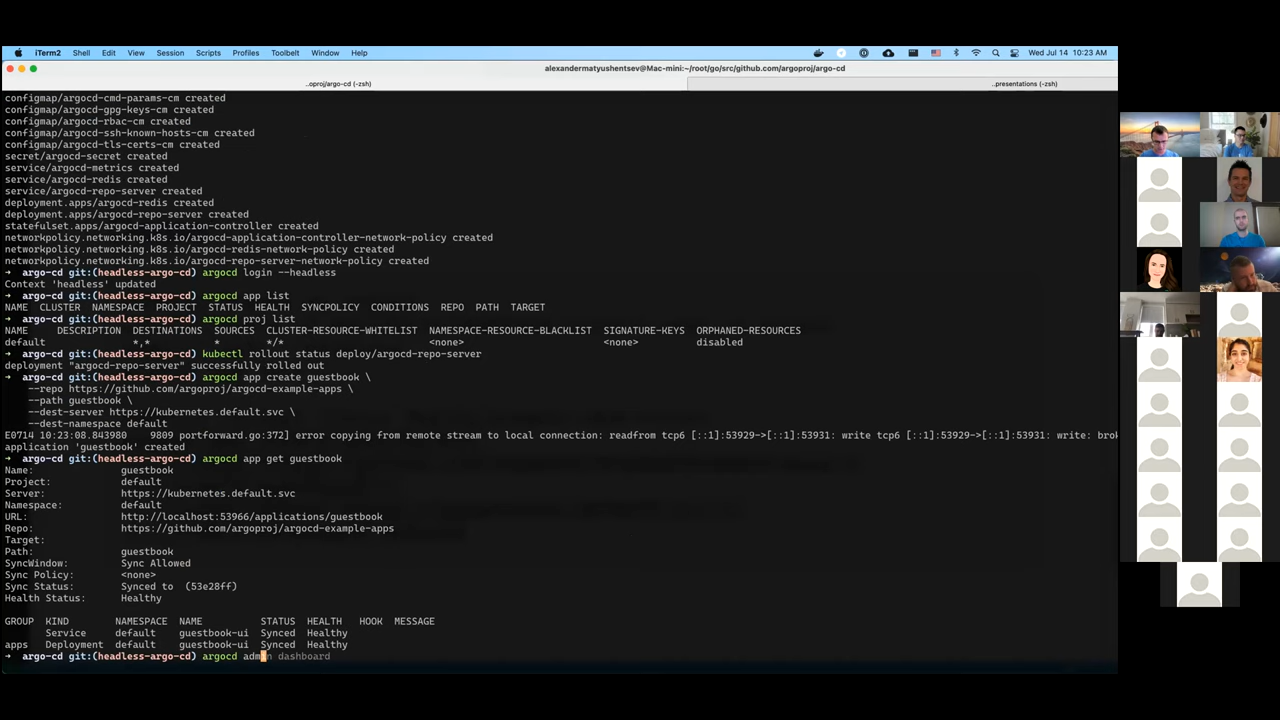 iTerm2 Shell Edit View Session Scripts Profiles Toolbelt Window Help Wed Jul 14 10:23 AM
alexandermatyushentsev@Mac-mini:~/root/go/src/github.com/argoproj/argo-cd
..oproj/argo-cd (-zsh) ..presentations (-zsh)
configmap/argocd-cmd-params-cm created
configmap/argocd-gpg-keys-cm created
configmap/argocd-rbac-cm created
configmap/argocd-ssh-known-hosts-cm created
configmap/argocd-tls-certs-cm created
secret/argocd-secret created
service/argocd-metrics created
service/argocd-redis created
service/argocd-repo-server created
deployment.apps/argocd-redis created
deployment.apps/argocd-repo-server created
statefulset.apps/argocd-application-controller created
networkpolicy.networking.k8s.io/argocd-application-controller-network-policy created
networkpolicy.networking.k8s.io/argocd-redis-network-policy created
networkpolicy.networking.k8s.io/argocd-repo-server-network-policy created
➜ argo-cd git:(headless-argo-cd) argocd login --headless
Context 'headless' updated
➜ argo-cd git:(headless-argo-cd) argocd app list
NAME CLUSTER NAMESPACE PROJECT STATUS HEALTH SYNCPOLICY CONDITIONS REPO PATH TARGET
➜ argo-cd git:(headless-argo-cd) argocd proj list
NAME DESCRIPTION DESTINATIONS SOURCES CLUSTER-RESOURCE-WHITELIST NAMESPACE-RESOURCE-BLACKLIST SIGNATURE-KEYS ORPHANED-RESOURCES
default *,* * */* <none> <none> disabled
➜ argo-cd git:(headless-argo-cd) kubectl rollout status deploy/argocd-repo-server
deployment "argocd-repo-server" successfully rolled out
➜ argo-cd git:(headless-argo-cd) argocd app create guestbook \
--repo https://github.com/argoproj/argocd-example-apps \
--path guestbook \
--dest-server https://kubernetes.default.svc \
--dest-namespace default
E0714 10:23:08.843980 9809 portforward.go:372] error copying from remote stream to local connection: readfrom tcp6 [::1]:53929->[::1]:53931: write tcp6 [::1]:53929->[::1]:53931: write: brok
application 'guestbook' created
➜ argo-cd git:(headless-argo-cd) argocd app get guestbook
Name: guestbook
Project: default
Server: https://kubernetes.default.svc
Namespace: default
URL: http://localhost:53966/applications/guestbook
Repo: https://github.com/argoproj/argocd-example-apps
Target:
Path: guestbook
SyncWindow: Sync Allowed
Sync Policy: <none>
Sync Status: Synced to (53e28ff)
Health Status: Healthy
GROUP KIND NAMESPACE NAME STATUS HEALTH HOOK MESSAGE
Service default guestbook-ui Synced Healthy
apps Deployment default guestbook-ui Synced Healthy
➜ argo-cd git:(headless-argo-cd) argocd admin dashboard